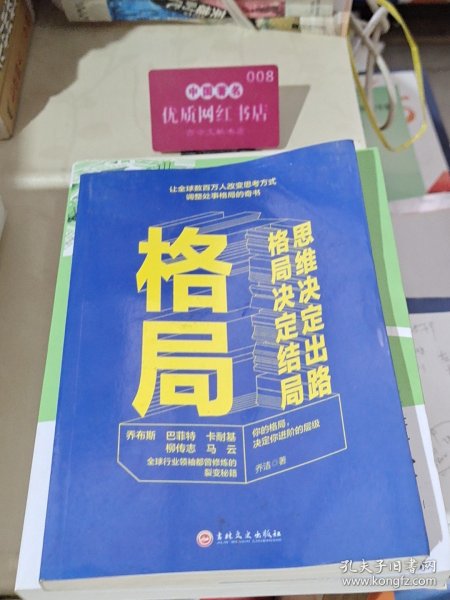 008
中国著名
优质网红书店
让全球数百万人改变思考方式
调整处事格局的奇书
格局
思维决定出路
格局决定结局
乔布斯 巴菲特 卡耐基
柳传志 马云
全球行业领袖都曾修炼的
裂变秘籍
你的格局，
决定你进阶的层级
乔洁◎著
吉林文史出版社
孔夫子旧书网
www.kongfz.com